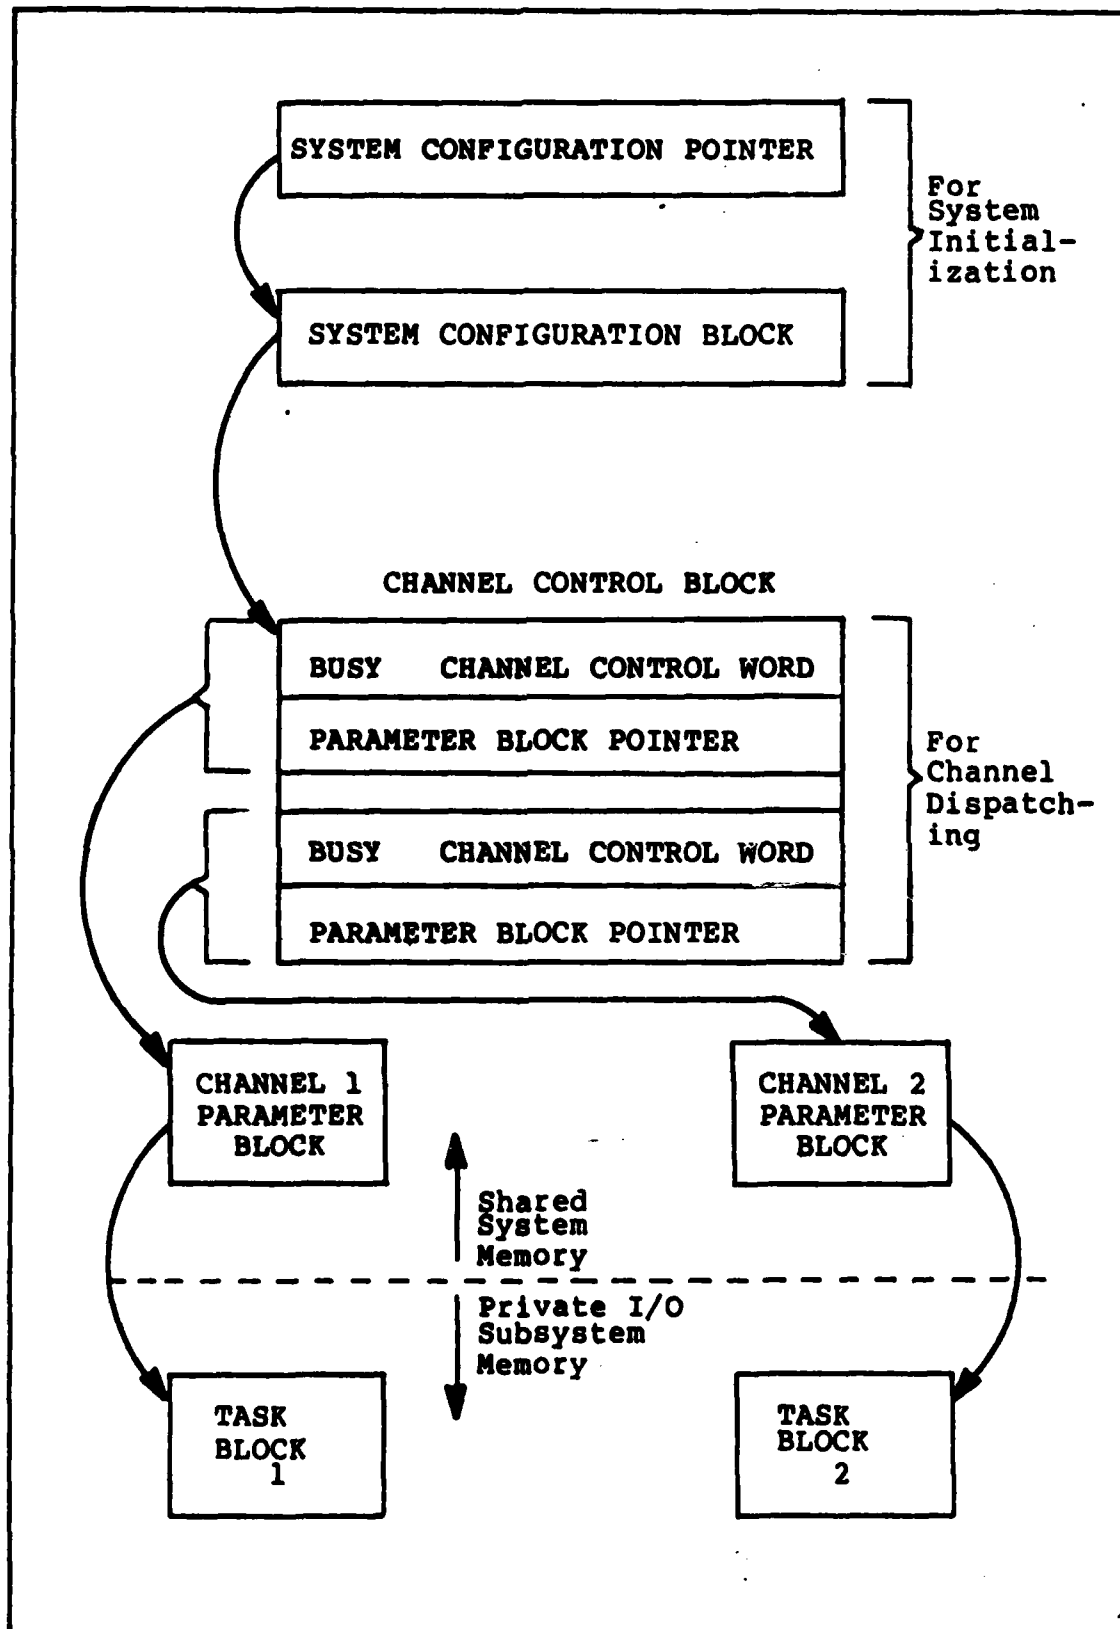 SYSTEM CONFIGURATION POINTER
For
System
Initial-
ization
SYSTEM CONFIGURATION BLOCK
CHANNEL CONTROL BLOCK
BUSY CHANNEL CONTROL WORD
PARAMETER BLOCK POINTER
For
Channel
Dispatch-
ing
BUSY CHANNEL CONTROL WORD
PARAMETER BLOCK POINTER
CHANNEL 1
PARAMETER
BLOCK
CHANNEL 2
PARAMETER
BLOCK
Shared
System
Memory
Private I/O
Subsystem
Memory
TASK
BLOCK
1
TASK
BLOCK
2